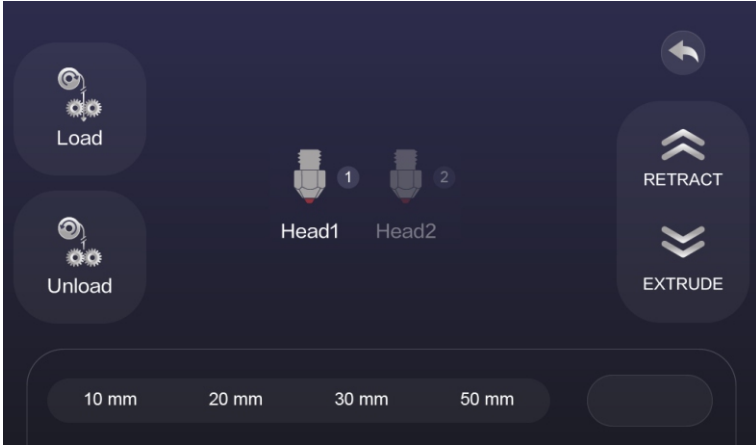 Load
1
2
RETRACT
Head1 Head2
Unload
EXTRUDE
10 mm 20 mm 30 mm 50 mm